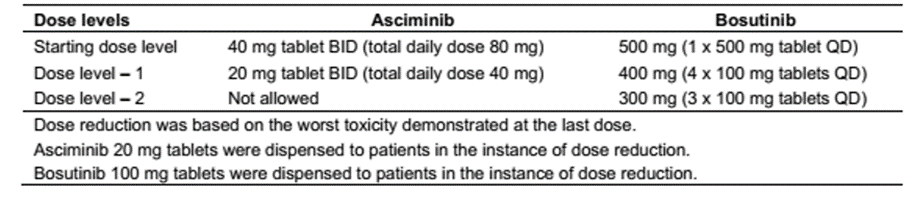 Dose levels Asciminib Bosutinib
Starting dose level 40 mg tablet BID (total daily dose 80 mg) 500 mg (1 x 500 mg tablet QD)
Dose level – 1 20 mg tablet BID (total daily dose 40 mg) 400 mg (4 x 100 mg tablets QD)
Dose level – 2 Not allowed 300 mg (3 x 100 mg tablets QD)
Dose reduction was based on the worst toxicity demonstrated at the last dose.
Asciminib 20 mg tablets were dispensed to patients in the instance of dose reduction.
Bosutinib 100 mg tablets were dispensed to patients in the instance of dose reduction.